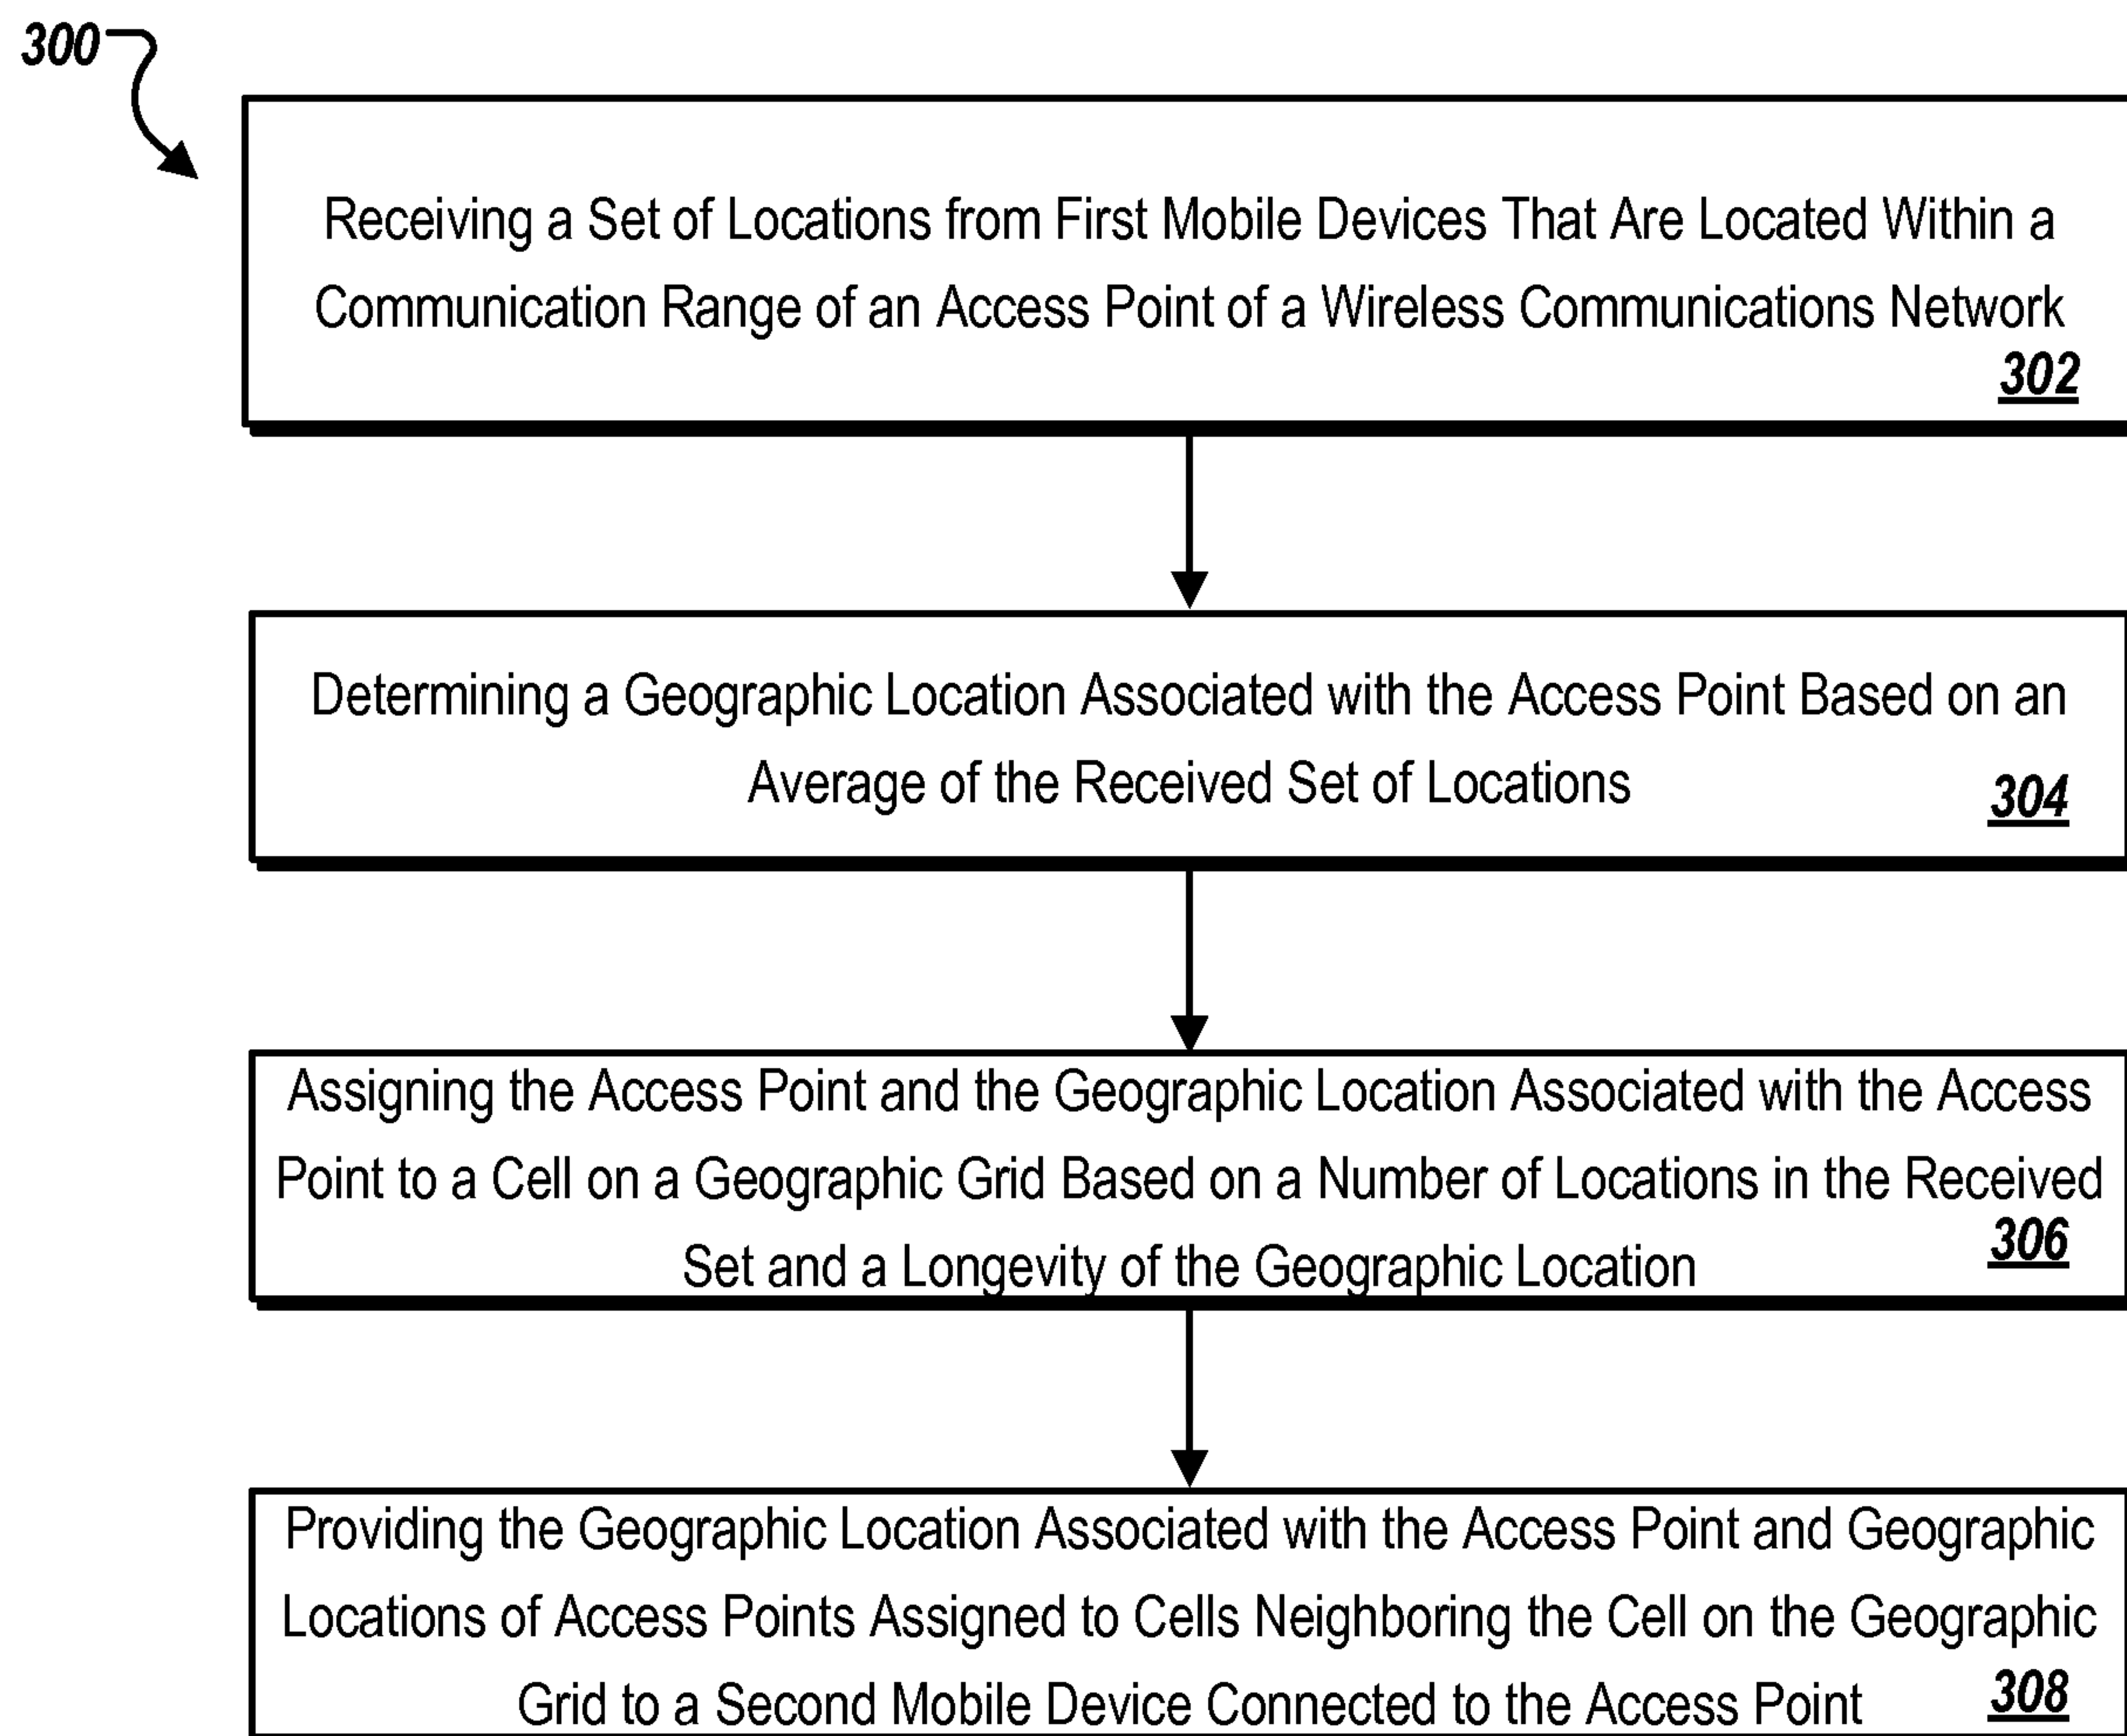 300
Receiving a Set of Locations from First Mobile Devices That Are Located Within a
Communication Range of an Access Point of a Wireless Communications Network
302
Determining a Geographic Location Associated with the Access Point Based on an
Average of the Received Set of Locations
304
Assigning the Access Point and the Geographic Location Associated with the Access
Point to a Cell on a Geographic Grid Based on a Number of Locations in the Received
Set and a Longevity of the Geographic Location
306
Providing the Geographic Location Associated with the Access Point and Geographic
Locations of Access Points Assigned to Cells Neighboring the Cell on the Geographic
Grid to a Second Mobile Device Connected to the Access Point
308